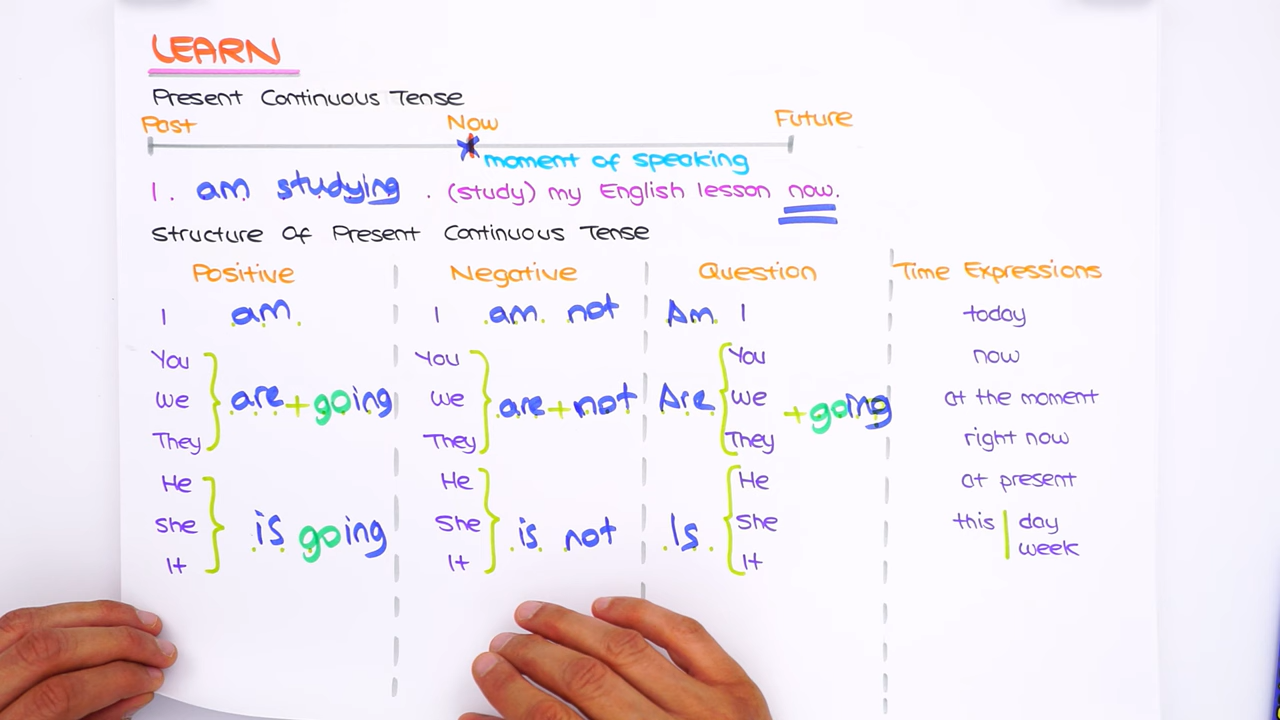 LEARN
Present Continuous Tense
Past Now Future
moment of speaking
I. am studying . (study) my English lesson now.
Structure Of Present Continuous Tense
Positive Negative Question Time Expressions
I am I am not Am I today
You You You now
We are + going We are + not Are We + going at the moment
They They They right now
He He He at present
She is going She is not Is She this day
It It It week